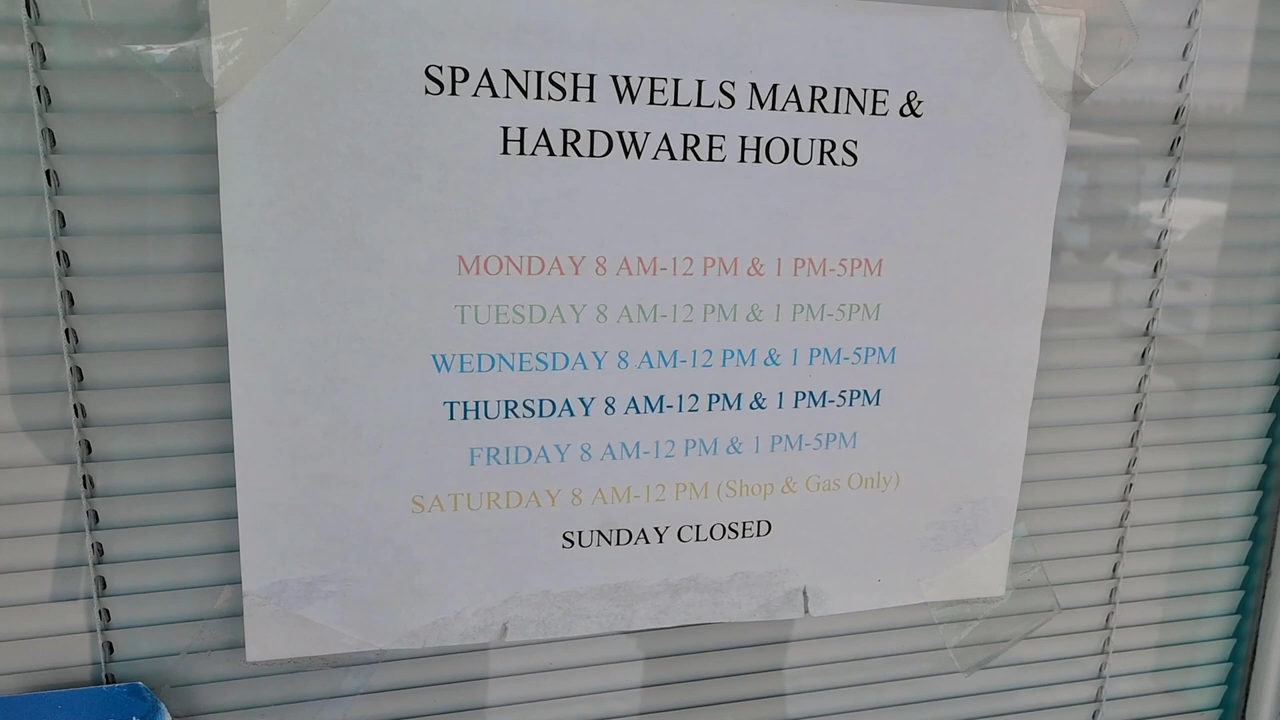 SPANISH WELLS MARINE &
HARDWARE HOURS
MONDAY 8 AM-12 PM & 1 PM-5PM
TUESDAY 8 AM-12 PM & 1 PM-5PM
WEDNESDAY 8 AM-12 PM & 1 PM-5PM
THURSDAY 8 AM-12 PM & 1 PM-5PM
FRIDAY 8 AM-12 PM & 1 PM-5PM
SATURDAY 8 AM-12 PM (Shop & Gas Only)
SUNDAY CLOSED